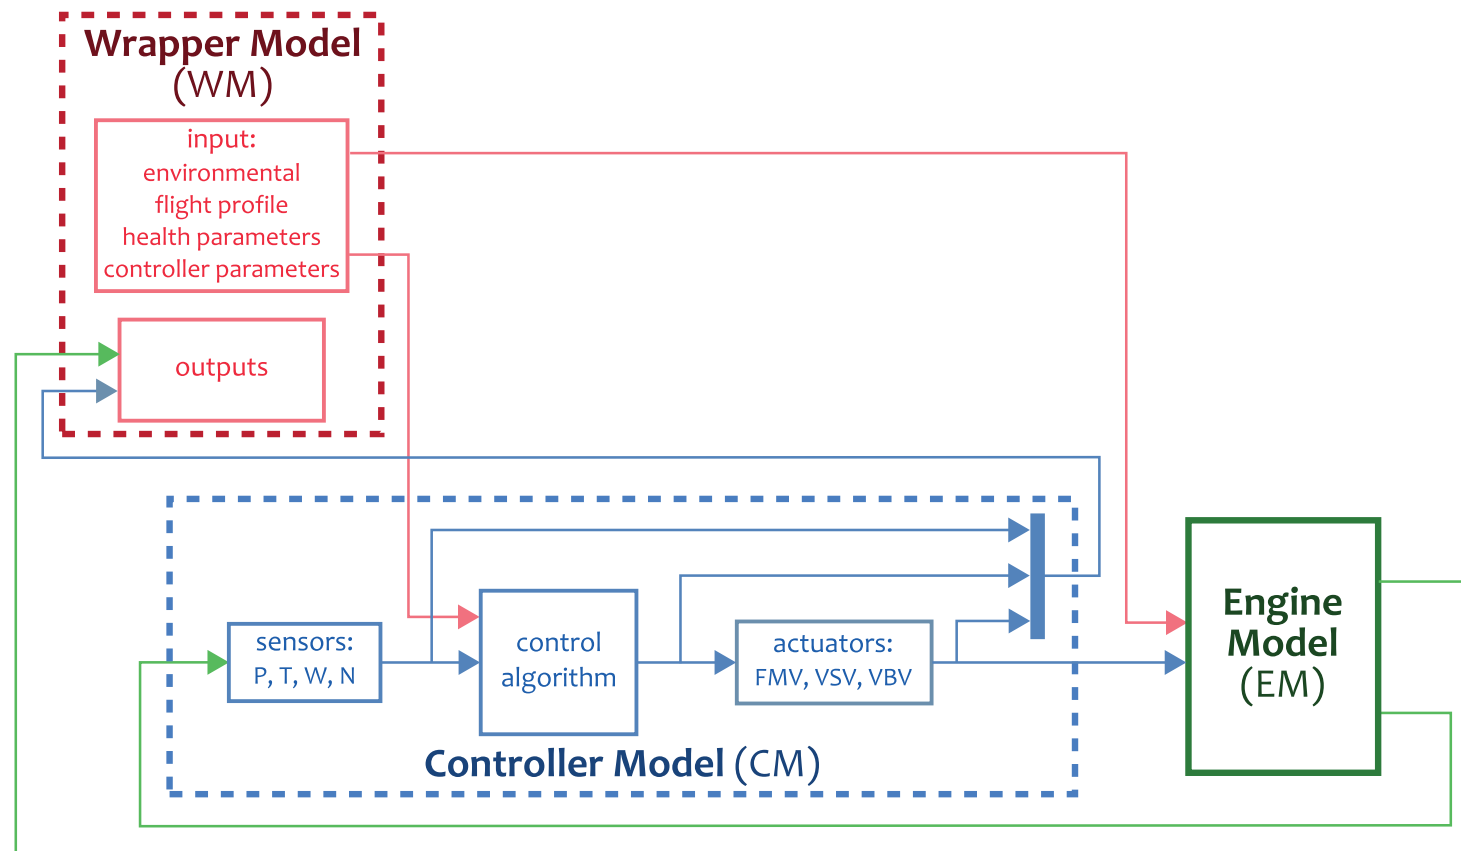 Wrapper Model
(WM)
input:
environmental
flight profile
health parameters
controller parameters
outputs
sensors:
P, T, W, N
control
algorithm
actuators:
FMV, VSV, VBV
Controller Model (CM)
Engine
Model
(EM)